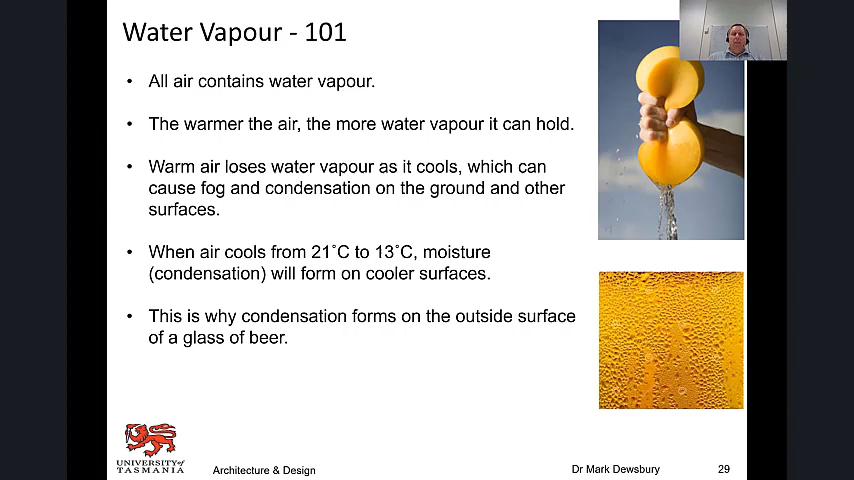 Water Vapour - 101
• All air contains water vapour.
• The warmer the air, the more water vapour it can hold.
• Warm air loses water vapour as it cools, which can
cause fog and condensation on the ground and other
surfaces.
• When air cools from 21˚C to 13˚C, moisture
(condensation) will form on cooler surfaces.
• This is why condensation forms on the outside surface
of a glass of beer.
UNIVERSITY of
TASMANIA
Architecture & Design
Dr Mark Dewsbury
29